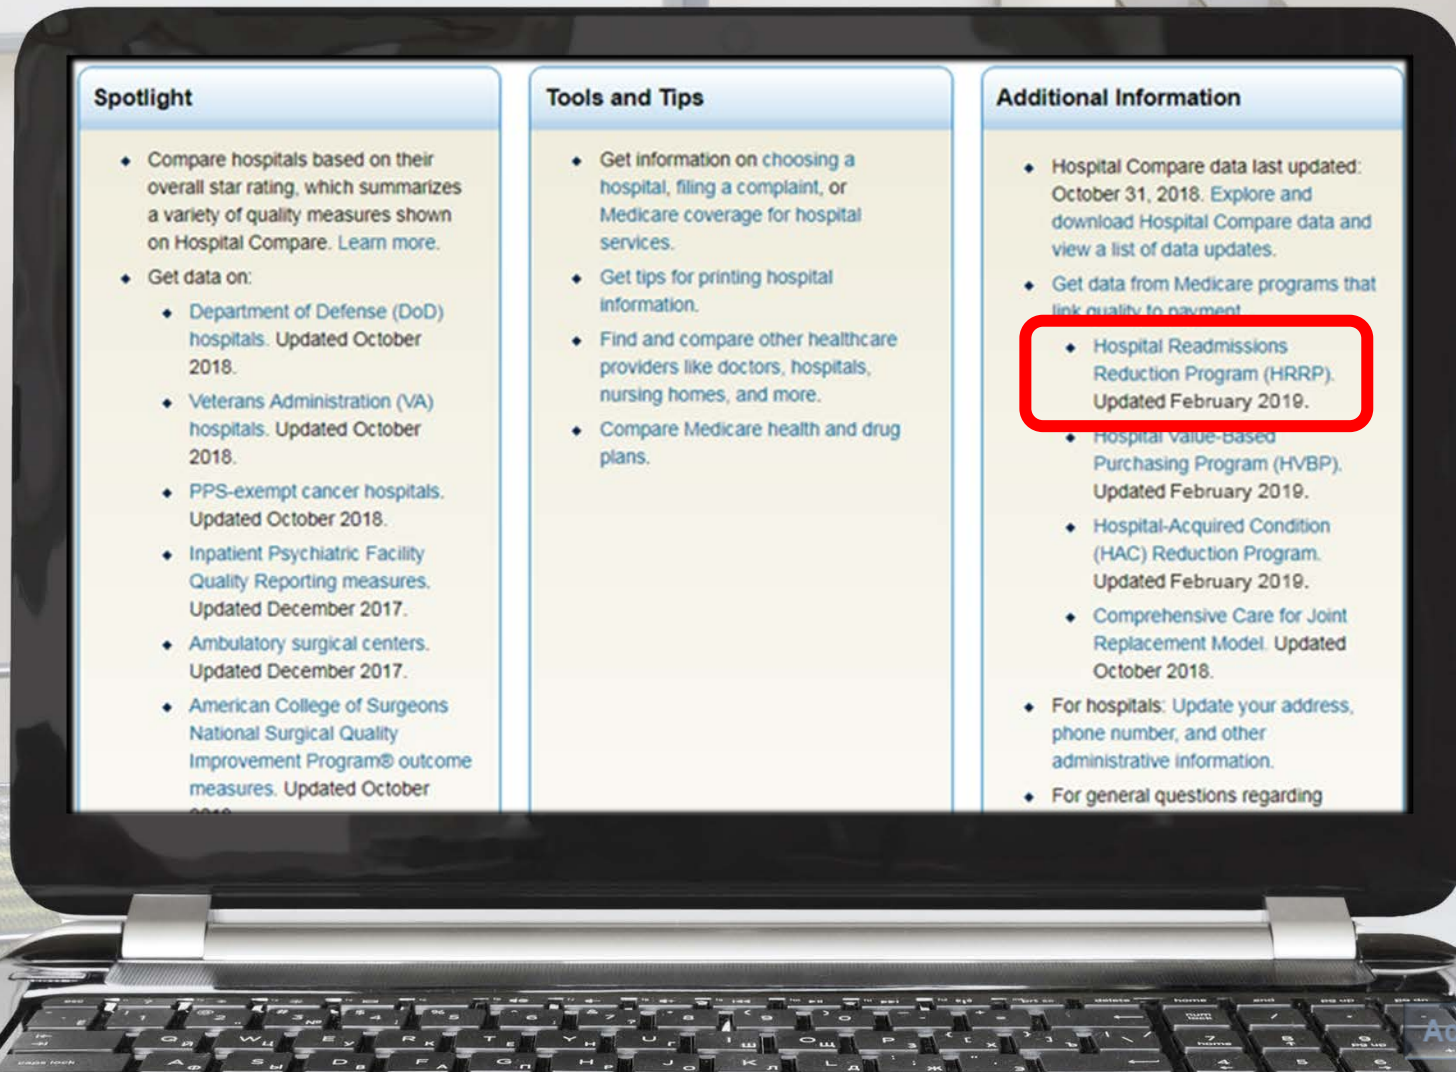 Spotlight
Compare hospitals based on their
overall star rating, which summarizes
a variety of quality measures shown
on Hospital Compare. Learn more.
Get data on:
Department of Defense (DoD)
hospitals. Updated October
2018.
Veterans Administration (VA)
hospitals. Updated October
2018.
PPS-exempt cancer hospitals.
Updated October 2018.
Inpatient Psychiatric Facility
Quality Reporting measures.
Updated December 2017.
Ambulatory surgical centers.
Updated December 2017.
American College of Surgeons
National Surgical Quality
Improvement Program® outcome
measures. Updated October
Tools and Tips
Get information on choosing a
hospital, filing a complaint, or
Medicare coverage for hospital
services.
Get tips for printing hospital
information.
Find and compare other healthcare
providers like doctors, hospitals,
nursing homes, and more.
Compare Medicare health and drug
plans.
Additional Information
Hospital Compare data last updated:
October 31, 2018. Explore and
download Hospital Compare data and
view a list of data updates.
Get data from Medicare programs that
link quality to payment
Hospital Readmissions
Reduction Program (HRRP).
Updated February 2019.
Hospital Value-Based
Purchasing Program (HVBP).
Updated February 2019.
Hospital-Acquired Condition
(HAC) Reduction Program.
Updated February 2019.
Comprehensive Care for Joint
Replacement Model. Updated
October 2018.
For hospitals: Update your address,
phone number, and other
administrative information.
For general questions regarding